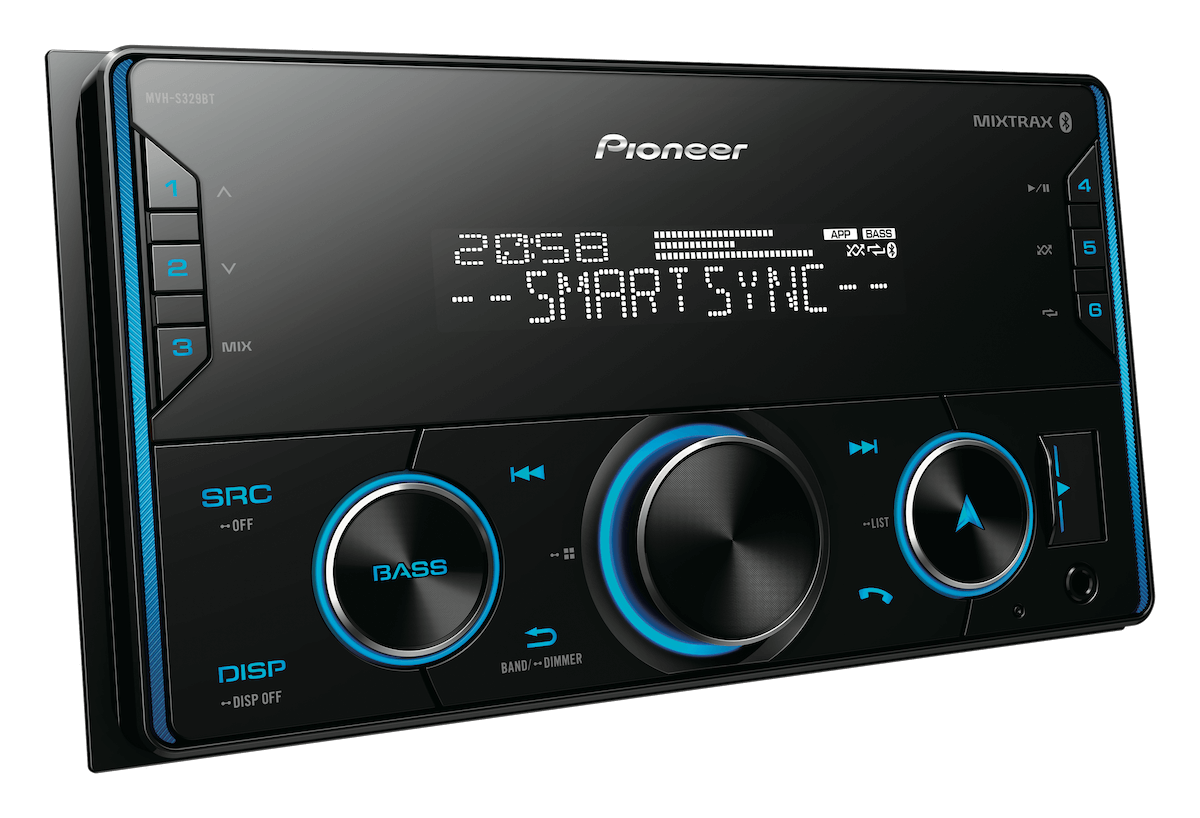 MVH-S329BT
Pioneer
MIXTRAX
1
2
3 MIX
4
5
6
2058
APP BASS
-- --SMARTSYNC-- --
SRC
OFF
BASS
LIST
BAND/ DIMMER
DISP
DISP OFF